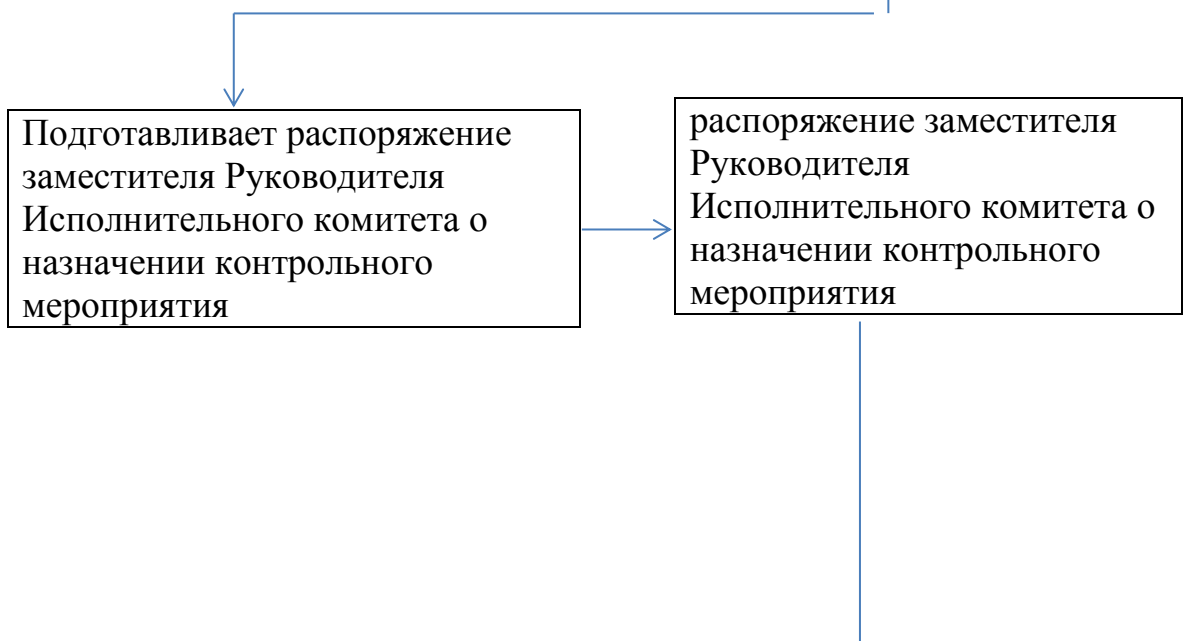 Подготавливает распоряжение
заместителя Руководителя
Исполнительного комитета о
назначении контрольного
мероприятия
распоряжение заместителя
Руководителя
Исполнительного комитета о
назначении контрольного
мероприятия